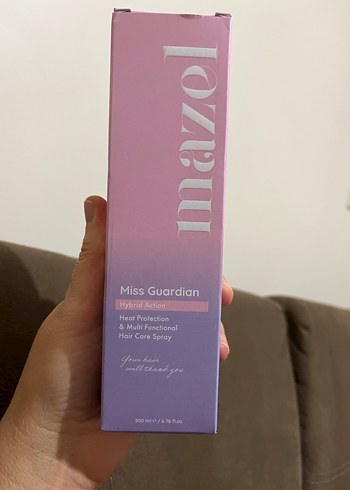 mazel
Miss Guardian
Hybrid Action
Heat Protection
& Multi Functional
Hair Care Spray
Your hair
will thank you
200 ml e / 6.76 fl.oz